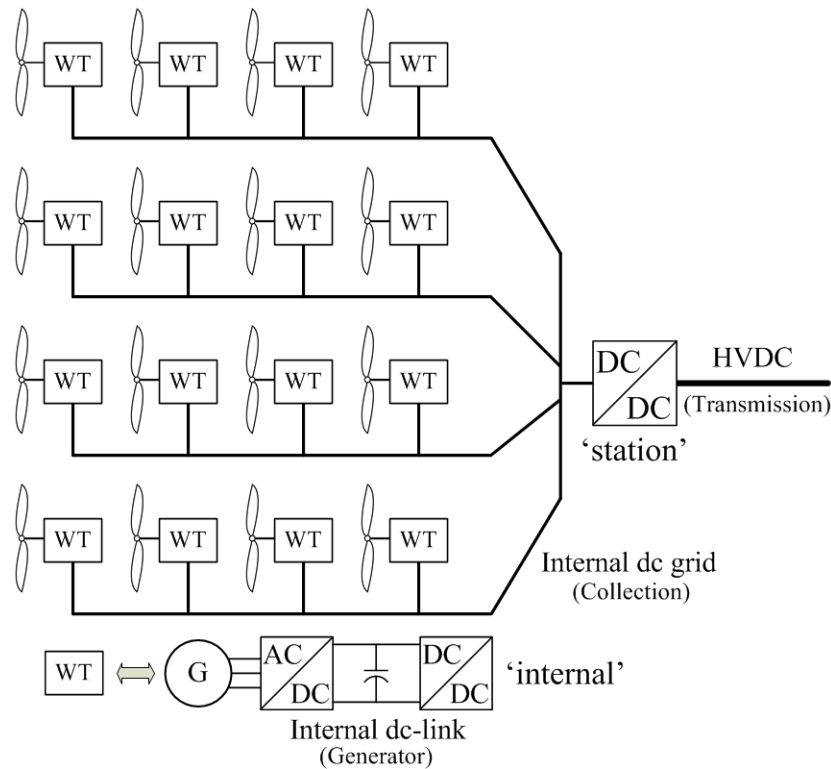 WT WT WT WT
WT WT WT WT
WT WT WT WT
DC
DC
HVDC
(Transmission)
'station'
WT WT WT WT
Internal dc grid
(Collection)
WT
G
AC
DC
DC
DC
'internal'
Internal dc-link
(Generator)